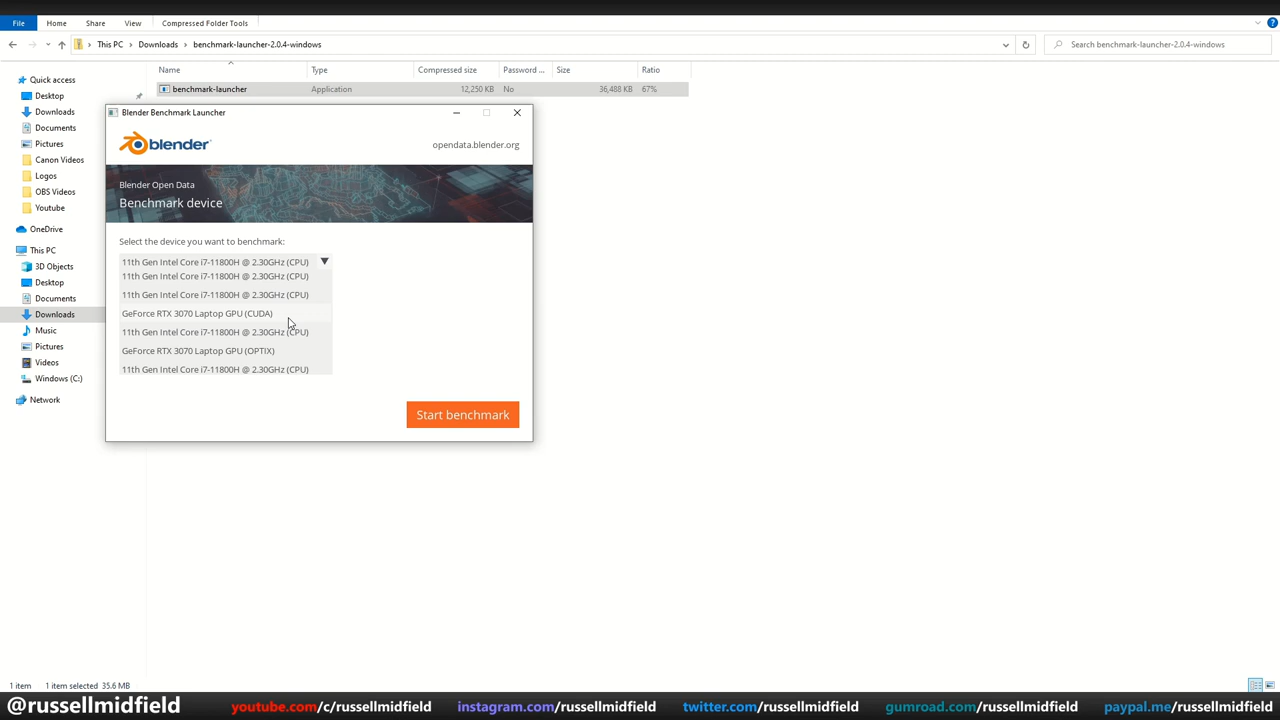 File Home Share View Compressed Folder Tools
This PC Downloads benchmark-launcher-2.0.4-windows Search benchmark-launcher-2.0.4-windows
Name Type Compressed size Password ... Size Ratio
benchmark-launcher Application 12,250 KB No 36,488 KB 67%
Quick access
Desktop
Downloads
Documents
Pictures
Canon Videos
Logos
OBS Videos
Youtube
OneDrive
This PC
3D Objects
Desktop
Documents
Downloads
Music
Pictures
Videos
Windows (C:)
Network
Blender Benchmark Launcher
blender opendata.blender.org
Blender Open Data
Benchmark device
Select the device you want to benchmark:
11th Gen Intel Core i7-11800H @ 2.30GHz (CPU)
11th Gen Intel Core i7-11800H @ 2.30GHz (CPU)
11th Gen Intel Core i7-11800H @ 2.30GHz (CPU)
GeForce RTX 3070 Laptop GPU (CUDA)
11th Gen Intel Core i7-11800H @ 2.30GHz (CPU)
GeForce RTX 3070 Laptop GPU (OPTIX)
11th Gen Intel Core i7-11800H @ 2.30GHz (CPU)
Start benchmark
1 item 1 item selected 35.6 MB
@russellmidfield youtube.com/c/russellmidfield instagram.com/russellmidfield twitter.com/russellmidfield gumroad.com/russellmidfield paypal.me/russellmidfield